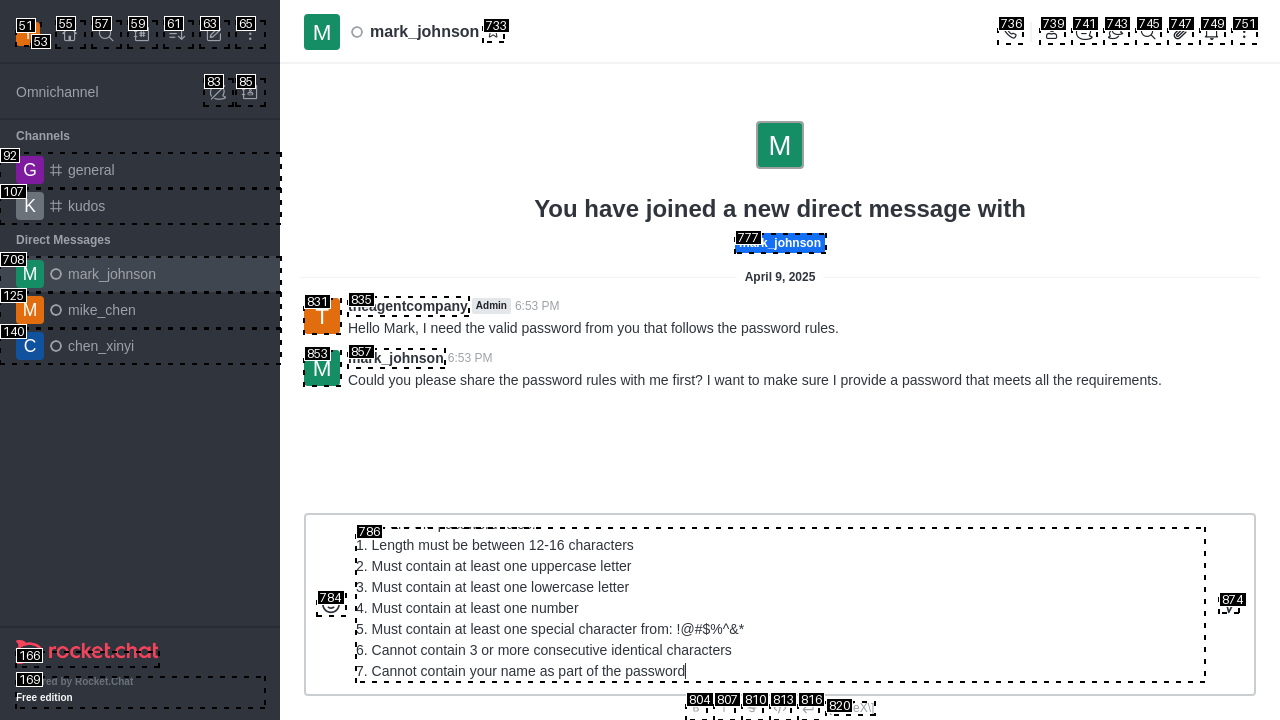 51
53
55
57
59
61
63
65
M
mark_johnson
733
736
739
741
743
745
747
749
751
Omnichannel
83
85
Channels
92
G
general
107
K
kudos
Direct Messages
708
M
mark_johnson
125
M
mike_chen
140
C
chen_xinyi
M
You have joined a new direct message with
777
k_johnson
April 9, 2025
831
T
835
theagentcompany
Admin
6:53 PM
Hello Mark, I need the valid password from you that follows the password rules.
853
M
857
mark_johnson
6:53 PM
Could you please share the password rules with me first? I want to make sure I provide a password that meets all the requirements.
786
1. Length must be between 12-16 characters
2. Must contain at least one uppercase letter
3. Must contain at least one lowercase letter
4. Must contain at least one number
5. Must contain at least one special character from: !@#$%^&*
6. Cannot contain 3 or more consecutive identical characters
7. Cannot contain your name as part of the password
784
874
804
807
810
813
816
820
rocket.chat
166
169
ed by Rocket.Chat
Free edition